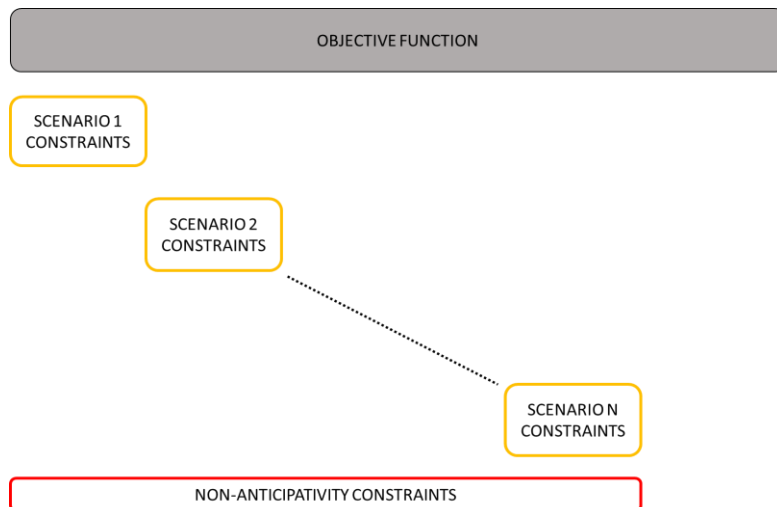 OBJECTIVE FUNCTION
SCENARIO 1
CONSTRAINTS
SCENARIO 2
CONSTRAINTS
SCENARIO N
CONSTRAINTS
NON-ANTICIPATIVITY CONSTRAINTS